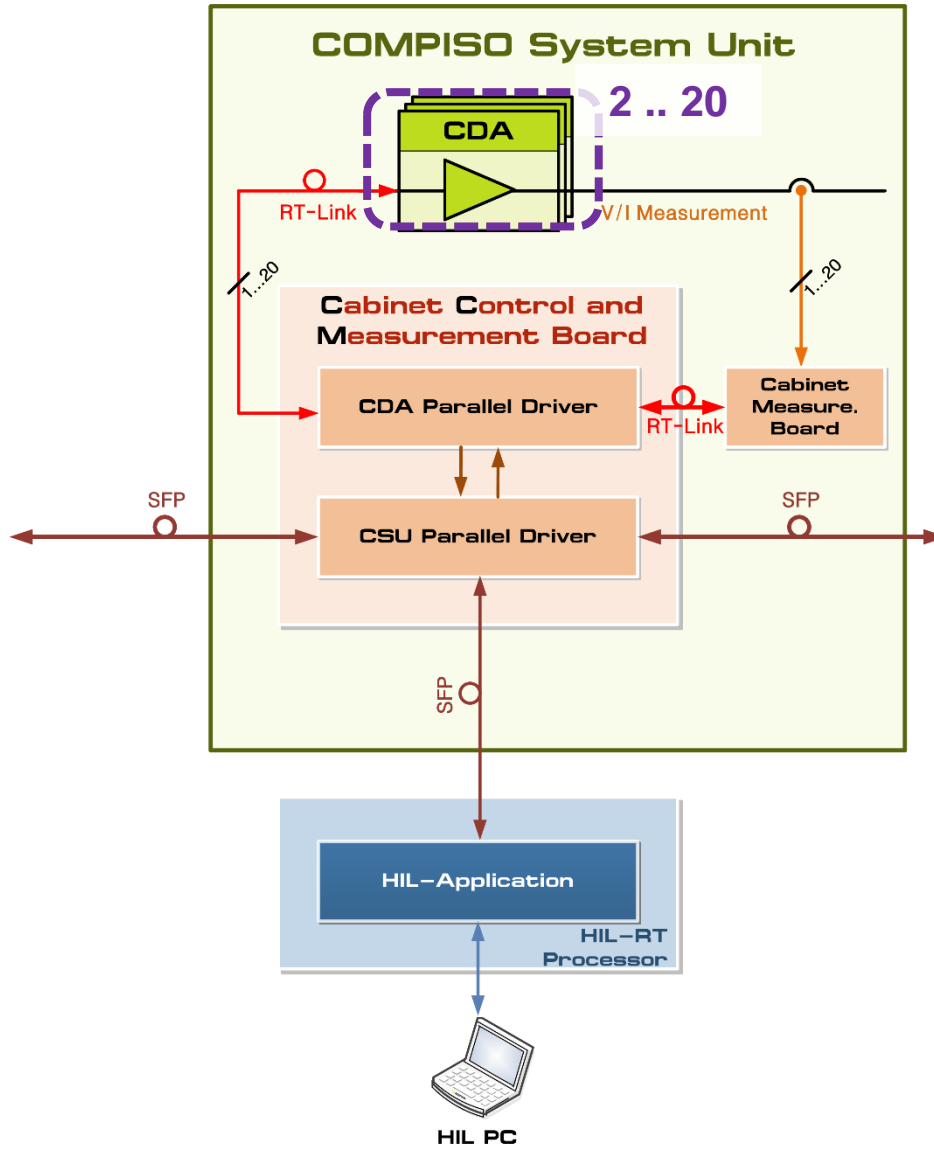 COMPISO System Unit
2 .. 20
CDA
RT-Link
V/I Measurement
1...20
1...20
Cabinet Control and
Measurement Board
CDA Parallel Driver
RT-Link
Cabinet
Measure.
Board
SFP
SFP
CSU Parallel Driver
SFP
HIL-Application
HIL-RT
Processor
HIL PC